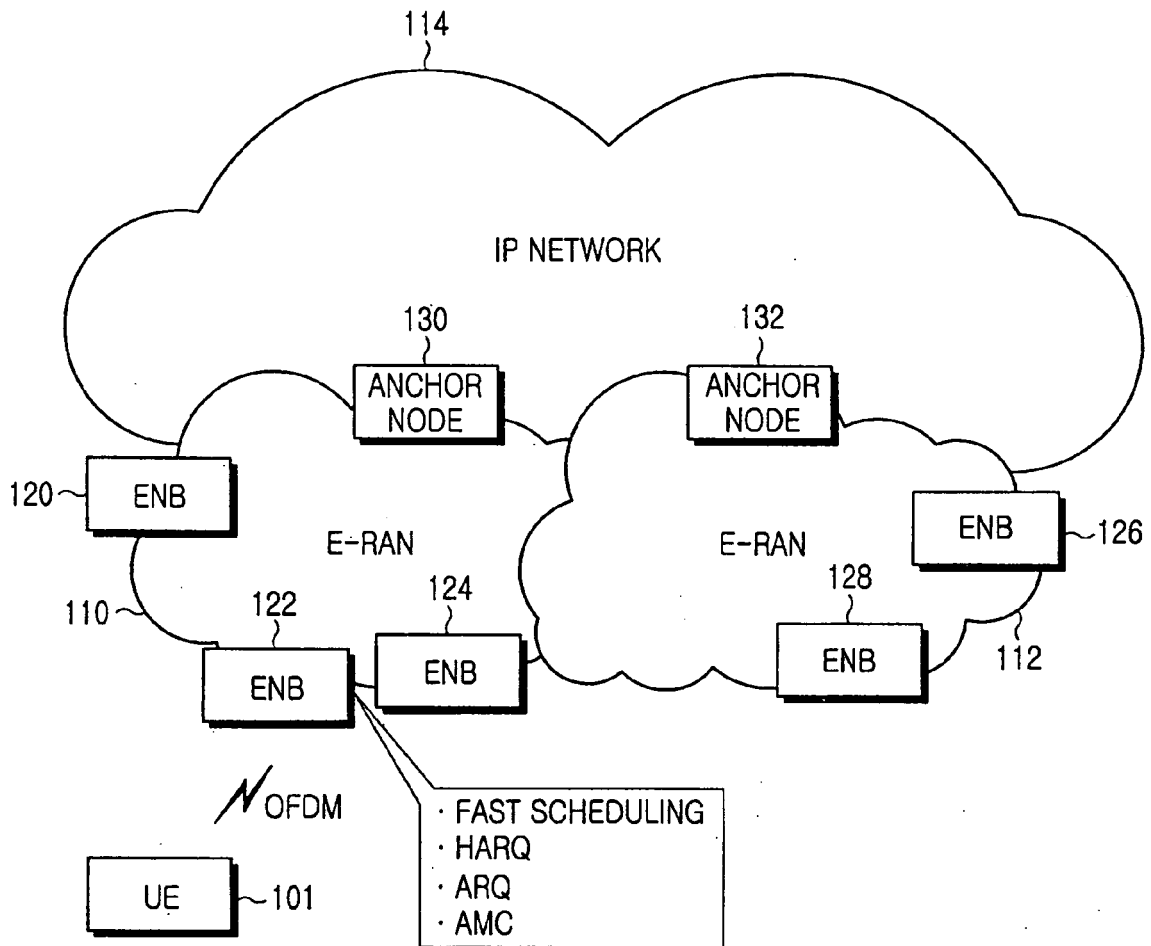 114
IP NETWORK
130
132
ANCHOR
NODE
ANCHOR
NODE
120
ENB
ENB
126
E-RAN
E-RAN
110
122
124
128
112
ENB
ENB
ENB
OFDM
· FAST SCHEDULING
· HARQ
· ARQ
· AMC
UE
101